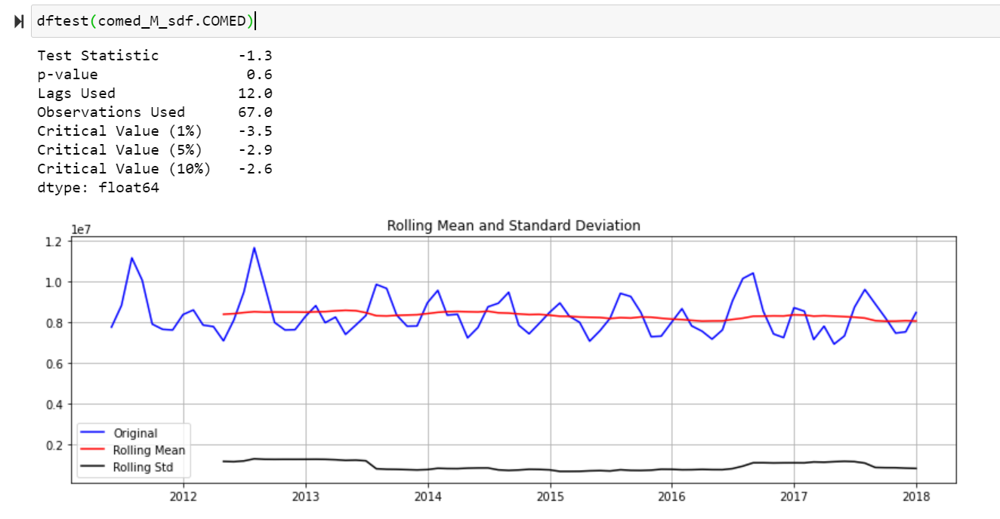 dftest(comed_M_sdf.COMED)
Test Statistic -1.3
p-value 0.6
Lags Used 12.0
Observations Used 67.0
Critical Value (1%) -3.5
Critical Value (5%) -2.9
Critical Value (10%) -2.6
dtype: float64
Rolling Mean and Standard Deviation
1e7
1.2
1.0
0.8
0.6
0.4
0.2
Original
Rolling Mean
Rolling Std
2012 2013 2014 2015 2016 2017 2018